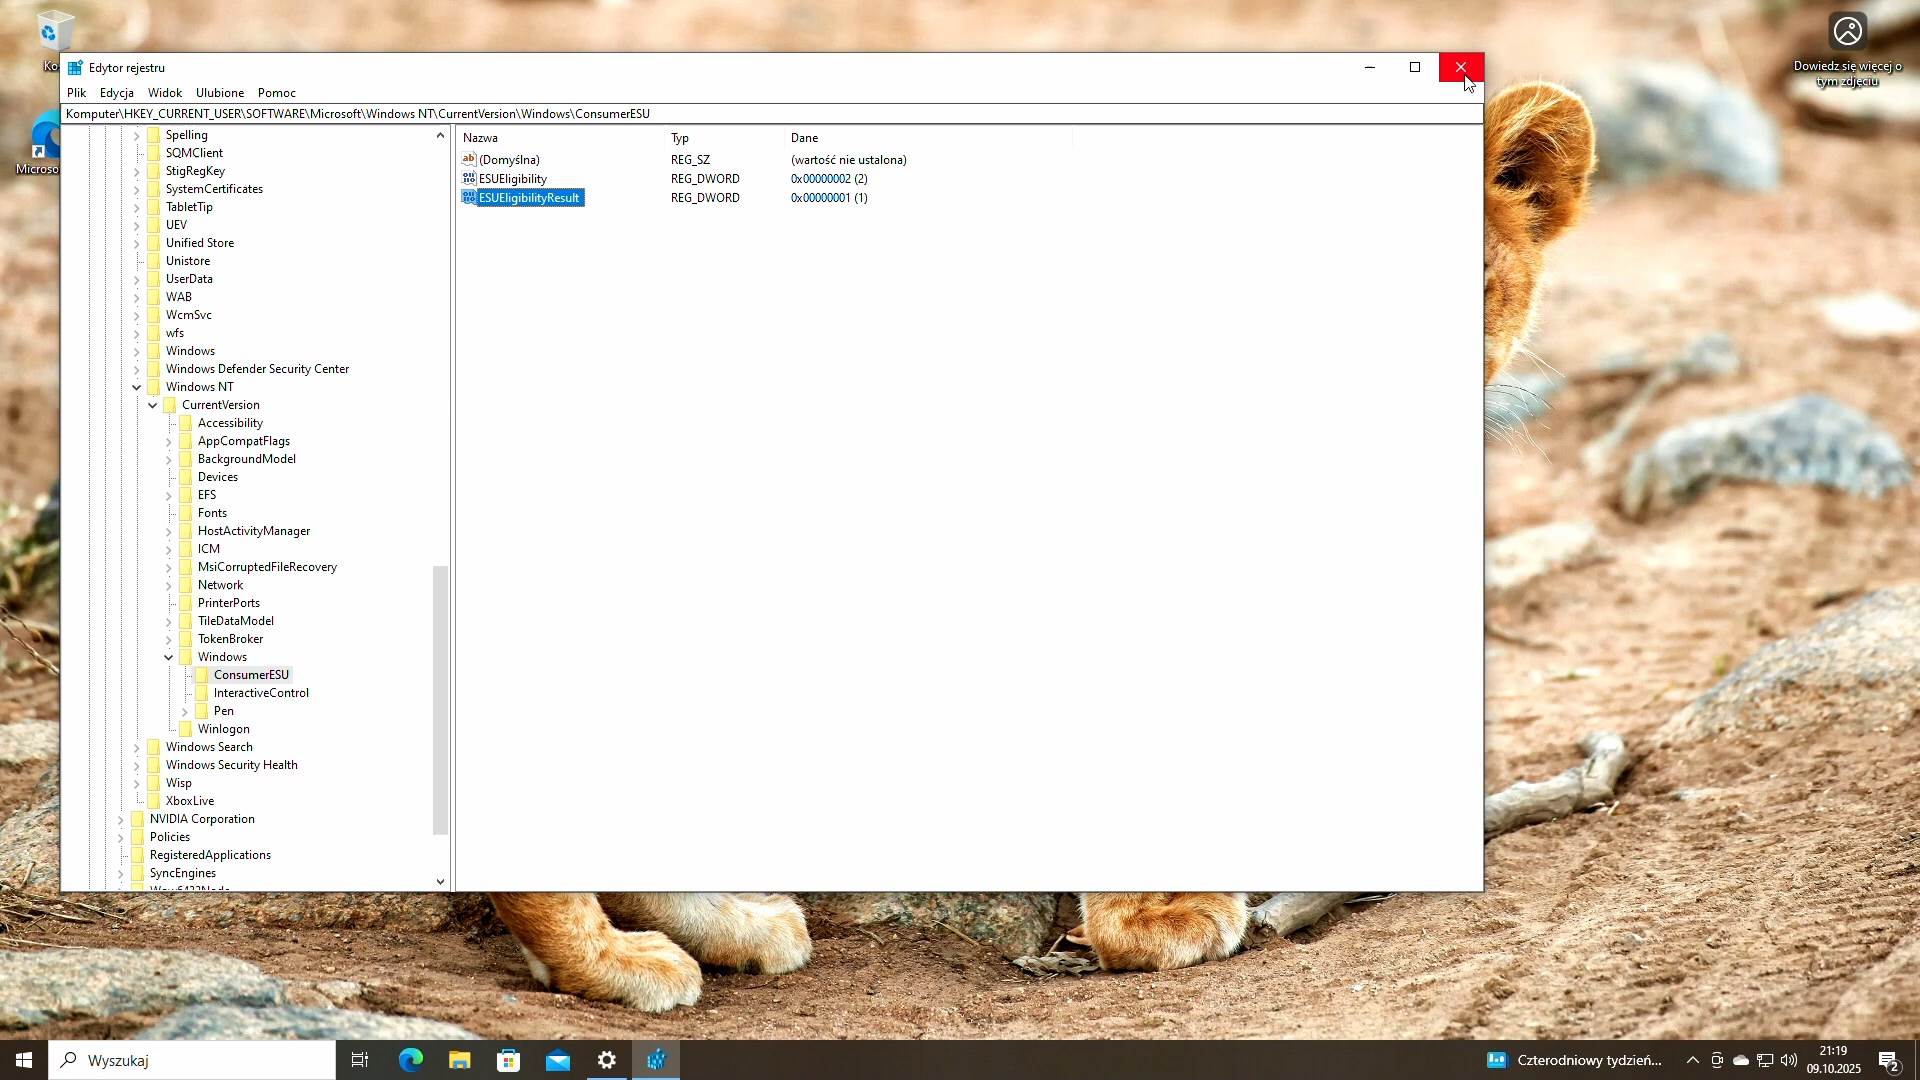 Edytor rejestru
Plik Edycja Widok Ulubione Pomoc
Komputer\HKEY_CURRENT_USER\SOFTWARE\Microsoft\Windows NT\CurrentVersion\Windows\ConsumerESU
Spelling
SQMClient
StigRegKey
SystemCertificates
TabletTip
UEV
Unified Store
Unistore
UserData
WAB
WcmSvc
wfs
Windows
Windows Defender Security Center
Windows NT
CurrentVersion
Accessibility
AppCompatFlags
BackgroundModel
Devices
EFS
Fonts
HostActivityManager
ICM
MsiCorruptedFileRecovery
Network
PrinterPorts
TileDataModel
TokenBroker
Windows
ConsumerESU
InteractiveControl
Pen
Winlogon
Windows Search
Windows Security Health
Wisp
XboxLive
NVIDIA Corporation
Policies
RegisteredApplications
SyncEngines
Nazwa Typ Dane
(Domyślna) REG_SZ (wartość nie ustalona)
ESUEligibility REG_DWORD 0x00000002 (2)
ESUEligibilityResult REG_DWORD 0x00000001 (1)
Ko
Microso
Dowiedz się więcej o
tym zdjęciu
Wyszukaj
Czterodniowy tydzień...
21:19
09.10.2025
2